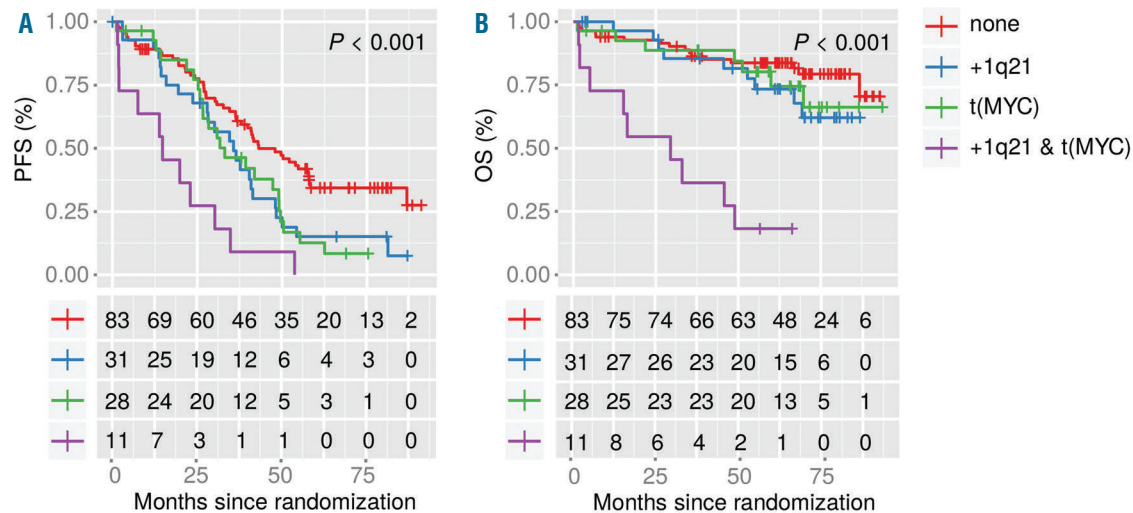 A
PFS (%)
1.00
0.75
0.50
0.25
0.00
P < 0.001
83 69 60 46 35 20 13 2
31 25 19 12 6 4 3 0
28 24 20 12 5 3 1 0
11 7 3 1 1 0 0 0
0 25 50 75
Months since randomization
B
OS (%)
1.00
0.75
0.50
0.25
0.00
P < 0.001
83 75 74 66 63 48 24 6
31 27 26 23 20 15 6 0
28 25 23 23 20 13 5 1
11 8 6 4 2 1 0 0
0 25 50 75
Months since randomization
none
+1q21
t(MYC)
+1q21 & t(MYC)